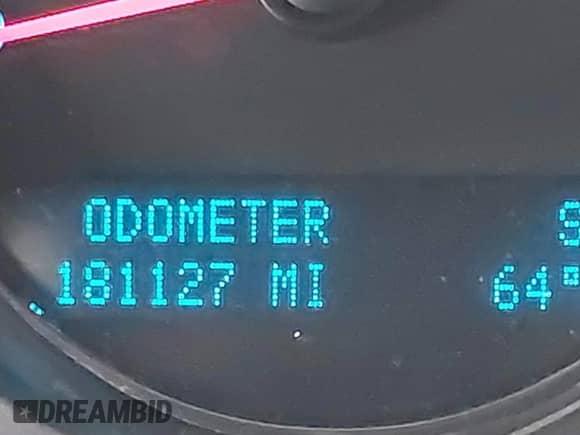 ODOMETER
181127 MI 64°
DREAMBID